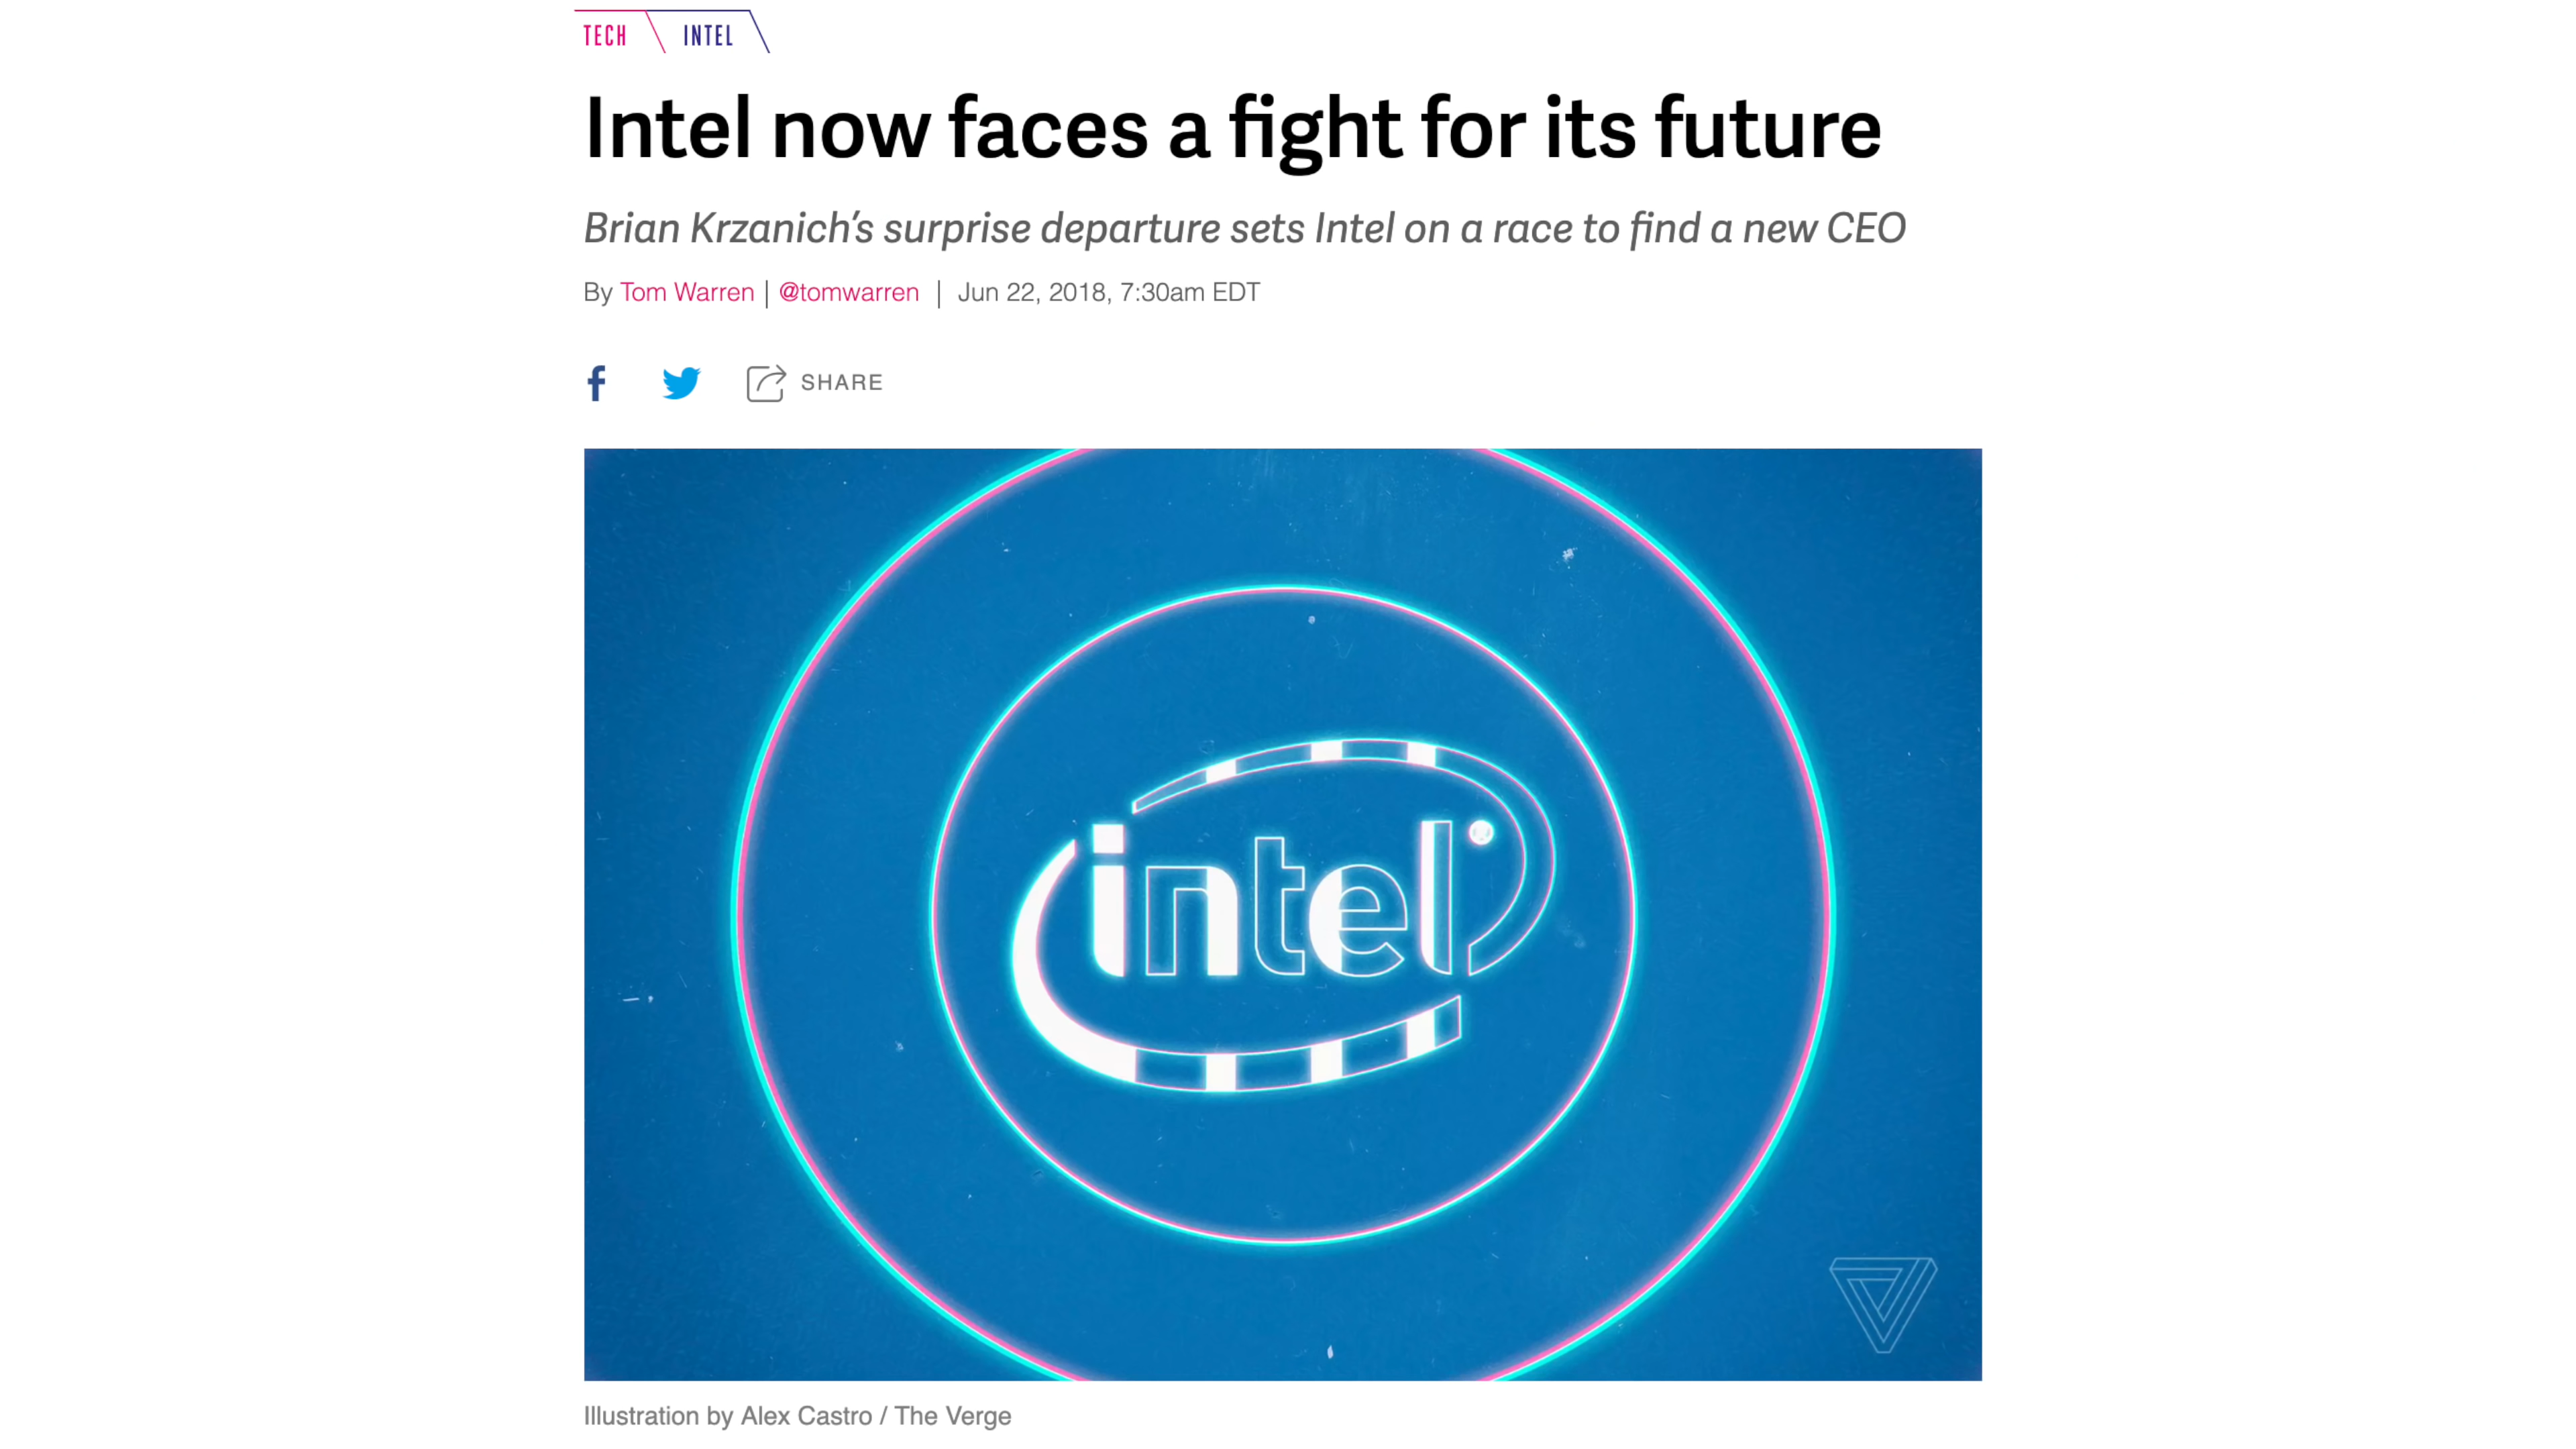 TECH INTEL
Intel now faces a fight for its future
Brian Krzanich’s surprise departure sets Intel on a race to find a new CEO
By Tom Warren | @tomwarren | Jun 22, 2018, 7:30am EDT
SHARE
intel
Illustration by Alex Castro / The Verge